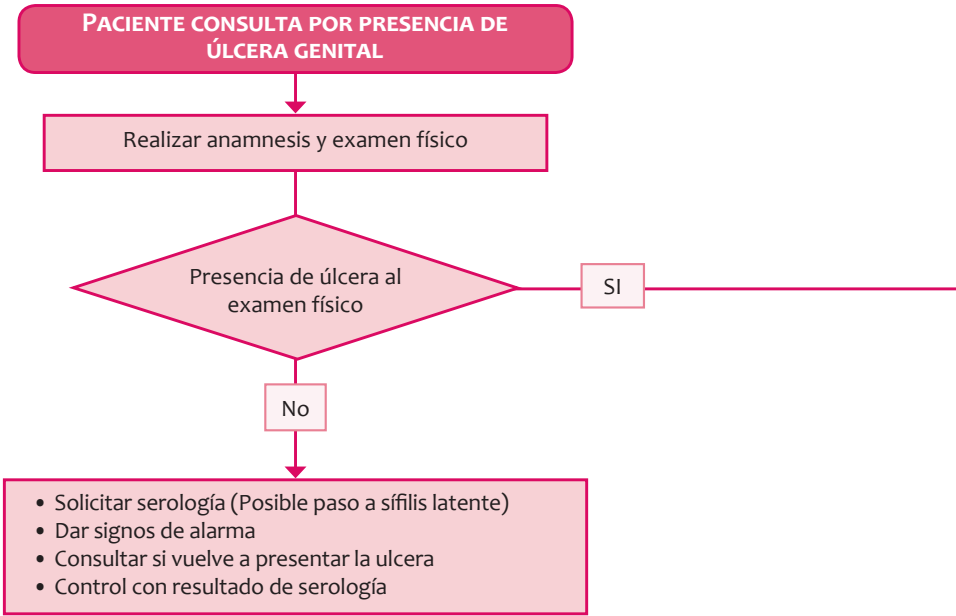 PACIENTE CONSULTA POR PRESENCIA DE
ÚLCERA GENITAL
Realizar anamnesis y examen físico
Presencia de úlcera al
examen físico
SI
No
• Solicitar serología (Posible paso a sífilis latente)
• Dar signos de alarma
• Consultar si vuelve a presentar la ulcera
• Control con resultado de serología